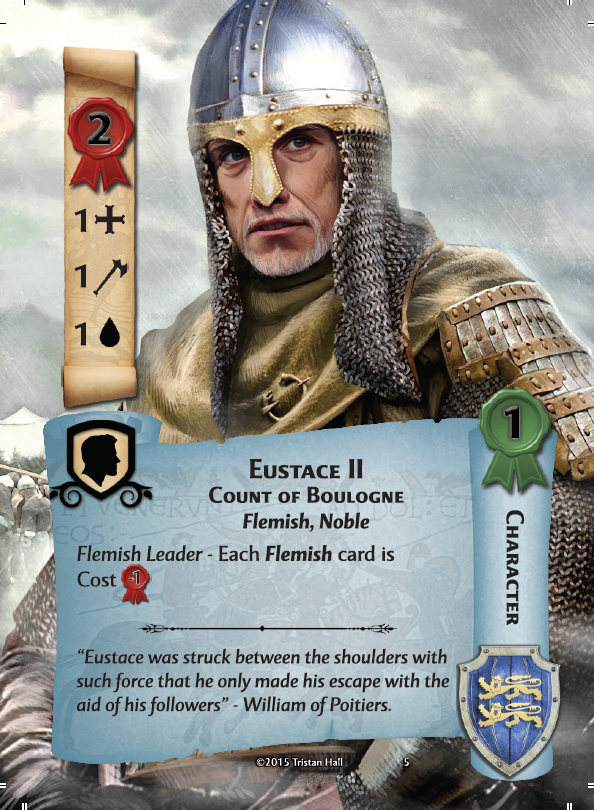 2
1
1
1
1
Eustace II
Count of Boulogne
Flemish, Noble
Flemish Leader - Each Flemish card is
Cost -1
Character
“Eustace was struck between the shoulders with
such force that he only made his escape with the
aid of his followers” - William of Poitiers.
©2015 Tristan Hall
5